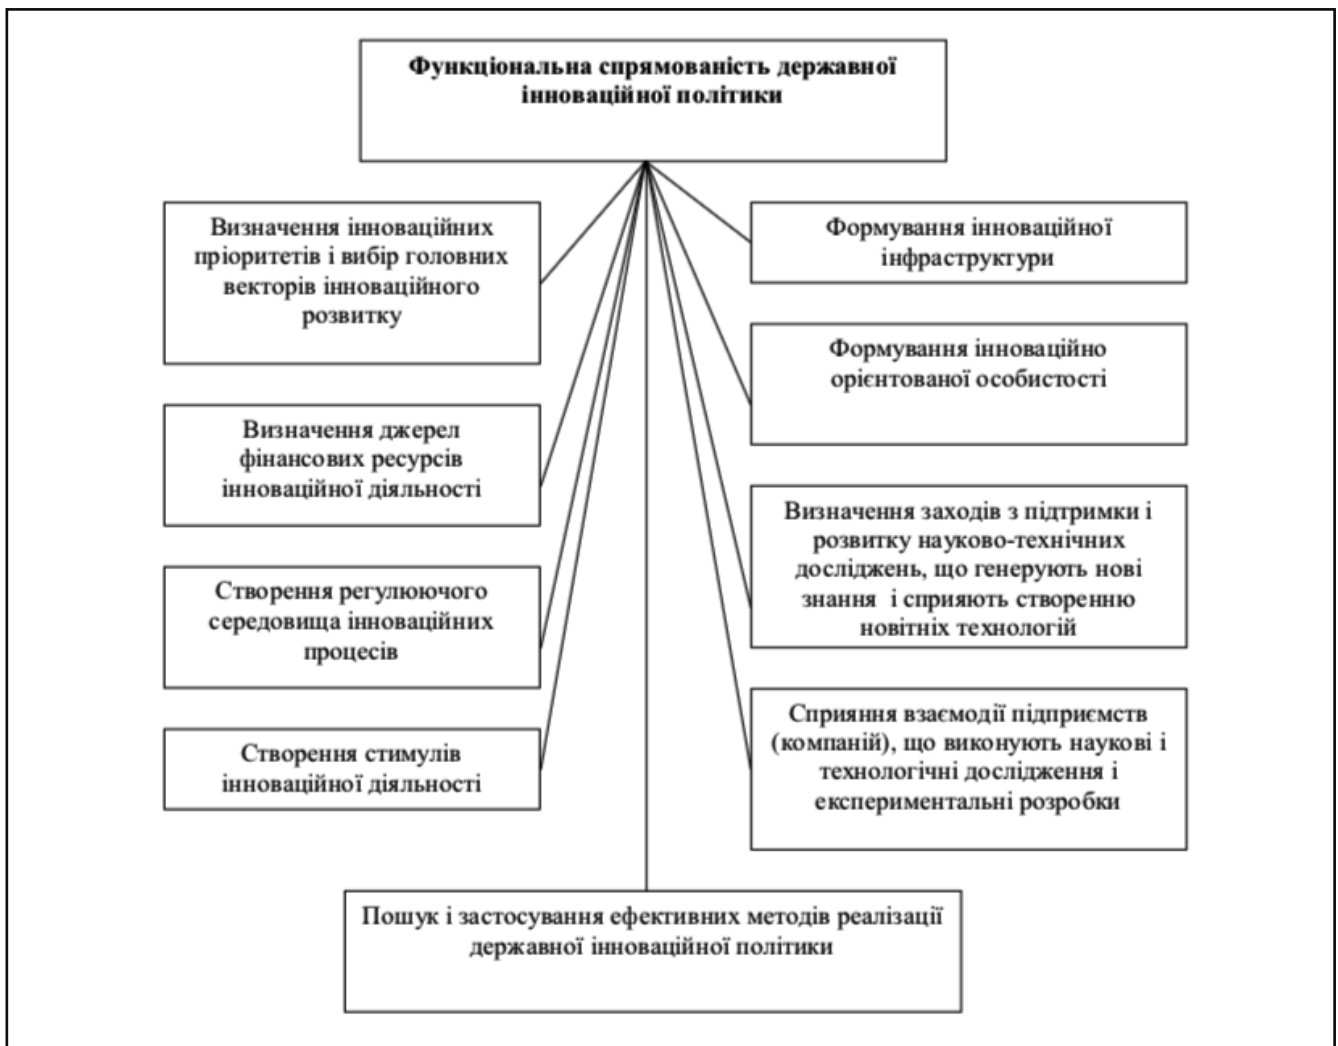 Функціональна спрямованість державної
інноваційної політики
Визначення інноваційних
пріоритетів і вибір головних
векторів інноваційного
розвитку
Визначення джерел
фінансових ресурсів
інноваційної діяльності
Створення регулюючого
середовища інноваційних
процесів
Створення стимулів
інноваційної діяльності
Формування інноваційної
інфраструктури
Формування інноваційно
орієнтованої особистості
Визначення заходів з підтримки і
розвитку науково-технічних
досліджень, що генерують нові
знання і сприяють створенню
новітніх технологій
Сприяння взаємодії підприємств
(компаній), що виконують наукові і
технологічні дослідження і
експериментальні розробки
Пошук і застосування ефективних методів реалізації
державної інноваційної політики